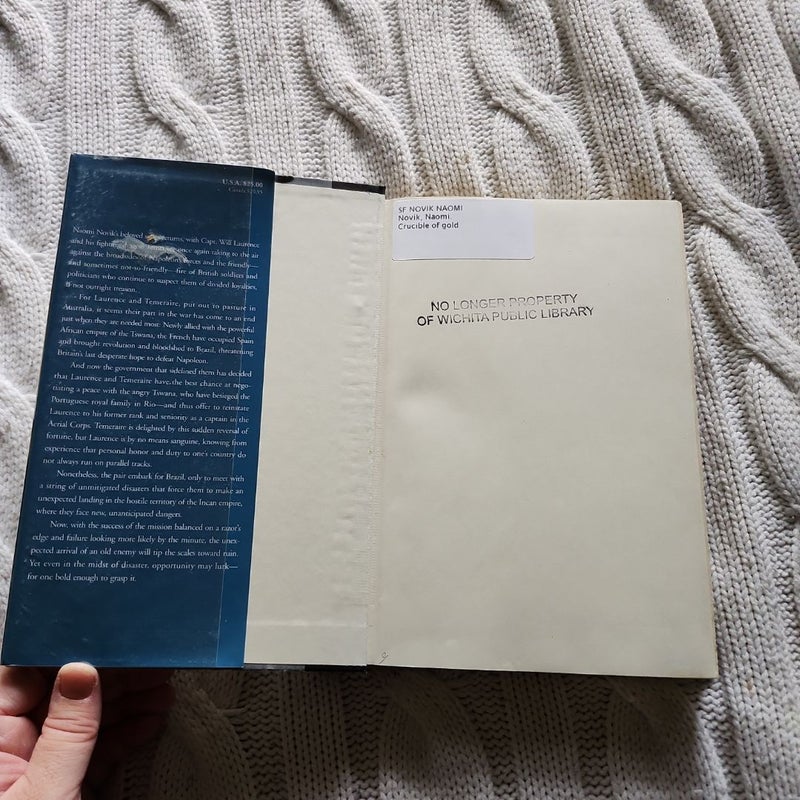 U.S.A. $25.00
Naomi Novik's beloved
with Capt. Will Laurence
and his fighting dragon Temeraire once again taking to the air
against the broadsides of Napoleon's forces and the friendly—
and sometimes not-so-friendly—fire of British soldiers and
politicians who continue to suspect them of divided loyalties,
if not outright treason.
For Laurence and Temeraire, put out to pasture in
Australia, it seems their part in the war has come to an end
just when they are needed most. Newly allied with the powerful
African empire of the Tswana, the French have occupied Spain
and brought revolution and bloodshed to Brazil, threatening
Britain's last desperate hope to defeat Napoleon.
And now the government that sidelined them has decided
that Laurence and Temeraire have the best chance at nego-
tiating a peace with the angry Tswana, who have besieged the
Portuguese royal family in Rio—and thus offer to reinstate
Laurence to his former rank and seniority as a captain in the
Aerial Corps. Temeraire is delighted by this sudden reversal of
fortune, but Laurence is by no means sanguine, knowing from
experience that personal honor and duty to one's country do
not always run on parallel tracks.
Nonetheless, the pair embark for Brazil, only to meet with
a string of unmitigated disasters that force them to make an
unexpected landing in the hostile territory of the Incan empire,
where they face new, unanticipated dangers.
Now, with the success of the mission balanced on a razor's
edge and failure looking more likely by the minute, the unex-
pected arrival of an old enemy will tip the scales toward ruin.
Yet even in the midst of disaster, opportunity may lurk—
for one bold enough to grasp it.
SF NOVIK NAOMI
Novik, Naomi.
Crucible of gold
NO LONGER PROPERTY
OF WICHITA PUBLIC LIBRARY